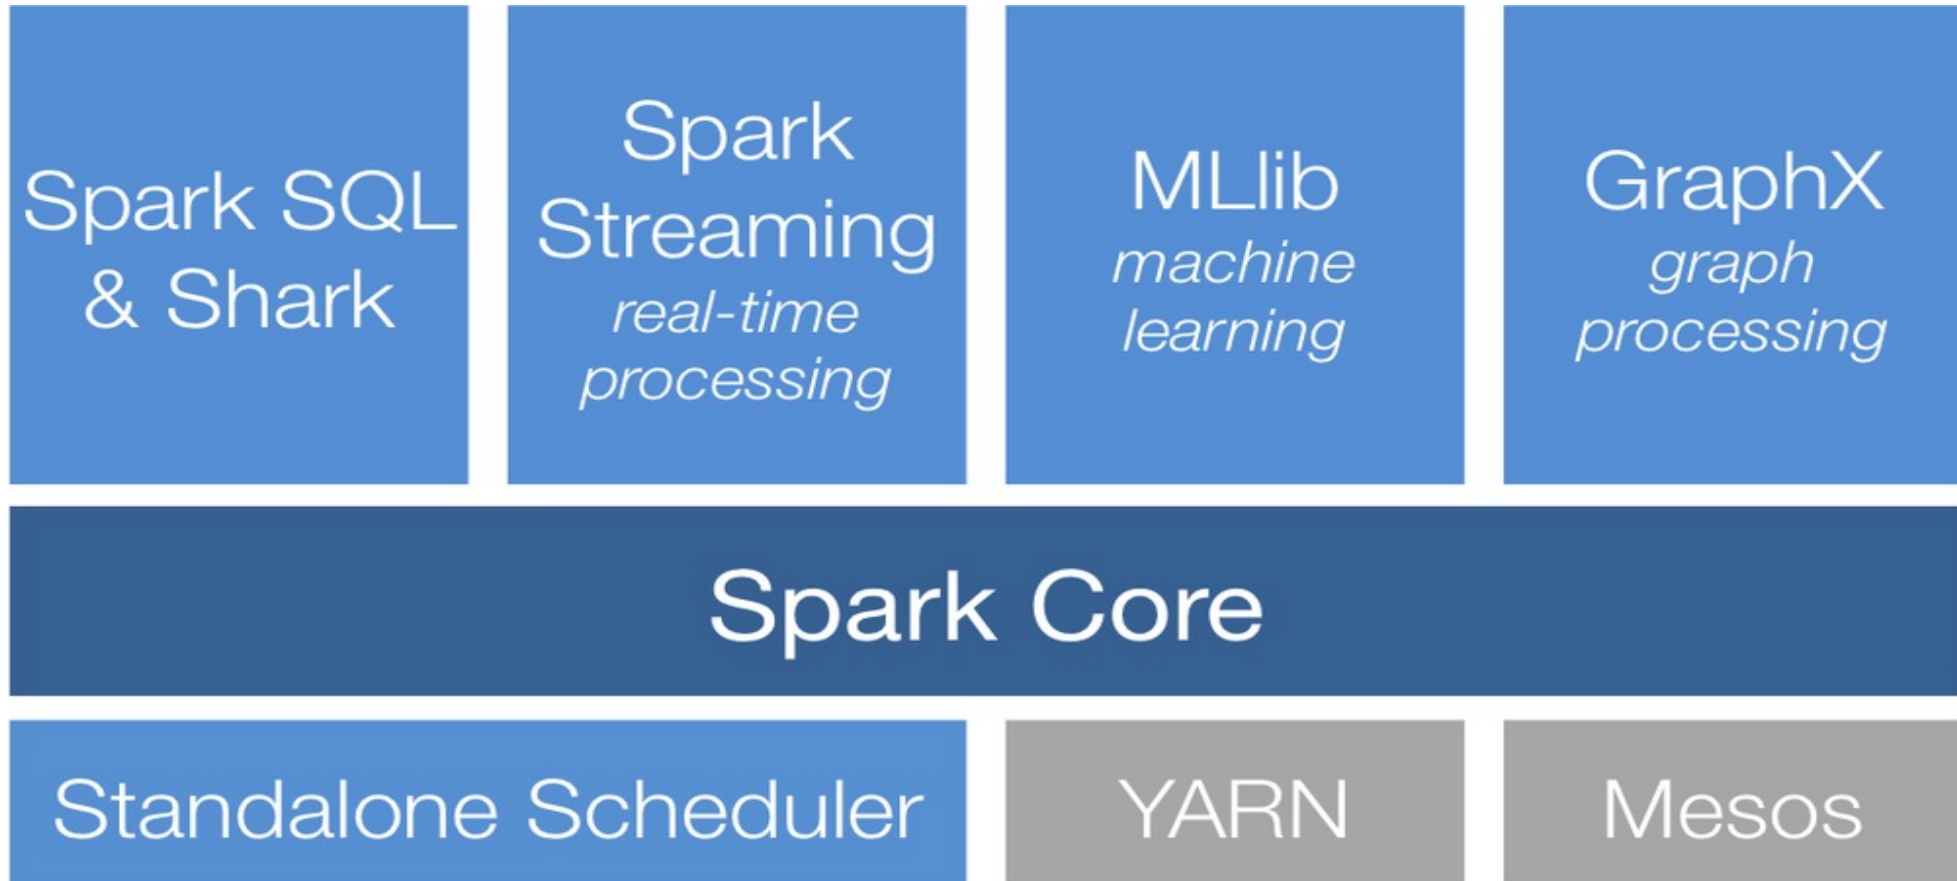 Spark SQL
& Shark
Spark
Streaming
real-time
processing
MLlib
machine
learning
GraphX
graph
processing
Spark Core
Standalone Scheduler
YARN
Mesos